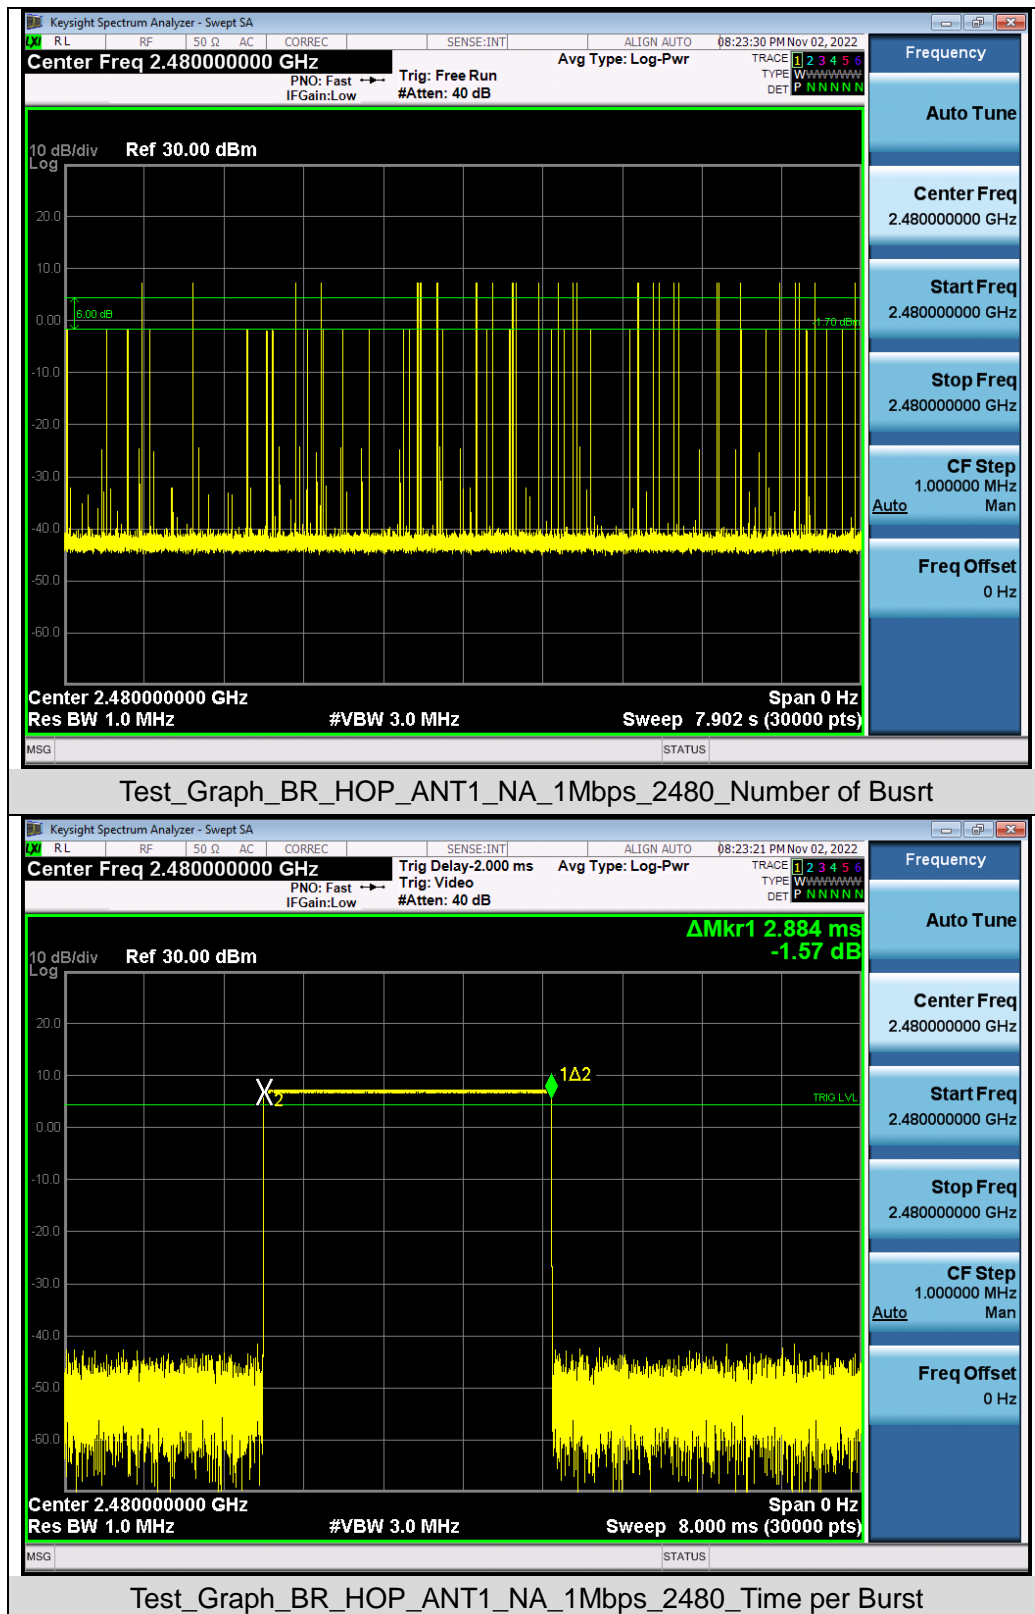 Keysight Spectrum Analyzer - Swept SA
LXI RL RF 50 Ω AC CORREC SENSE:INT ALIGN AUTO 08:23:30 PM Nov 02, 2022
Center Freq 2.480000000 GHz
PNO: Fast
IFGain:Low
Trig: Free Run
#Atten: 40 dB
Avg Type: Log-Pwr
TRACE 1 2 3 4 5 6
TYPE WWWWWW
DET P N N N N N
10 dB/div Ref 30.00 dBm
Log
20.0
10.0
6.00 dB
0.00
-1.70 dBm
-10.0
-20.0
-30.0
-40.0
-50.0
-60.0
Center 2.480000000 GHz Span 0 Hz
Res BW 1.0 MHz #VBW 3.0 MHz Sweep 7.902 s (30000 pts)
MSG STATUS
Frequency
Auto Tune
Center Freq
2.480000000 GHz
Start Freq
2.480000000 GHz
Stop Freq
2.480000000 GHz
CF Step
1.000000 MHz
Auto Man
Freq Offset
0 Hz
Test_Graph_BR_HOP_ANT1_NA_1Mbps_2480_Number of Busrt
Keysight Spectrum Analyzer - Swept SA
LXI RL RF 50 Ω AC CORREC SENSE:INT ALIGN AUTO 08:23:21 PM Nov 02, 2022
Center Freq 2.480000000 GHz
PNO: Fast
IFGain:Low
Trig Delay-2.000 ms
Trig: Video
#Atten: 40 dB
Avg Type: Log-Pwr
TRACE 1 2 3 4 5 6
TYPE WWWWWW
DET P N N N N N
ΔMkr1 2.884 ms
-1.57 dB
10 dB/div Ref 30.00 dBm
Log
20.0
10.0
1Δ2
X2
TRIG LVL
0.00
-10.0
-20.0
-30.0
-40.0
-50.0
-60.0
Center 2.480000000 GHz Span 0 Hz
Res BW 1.0 MHz #VBW 3.0 MHz Sweep 8.000 ms (30000 pts)
MSG STATUS
Frequency
Auto Tune
Center Freq
2.480000000 GHz
Start Freq
2.480000000 GHz
Stop Freq
2.480000000 GHz
CF Step
1.000000 MHz
Auto Man
Freq Offset
0 Hz
Test_Graph_BR_HOP_ANT1_NA_1Mbps_2480_Time per Burst